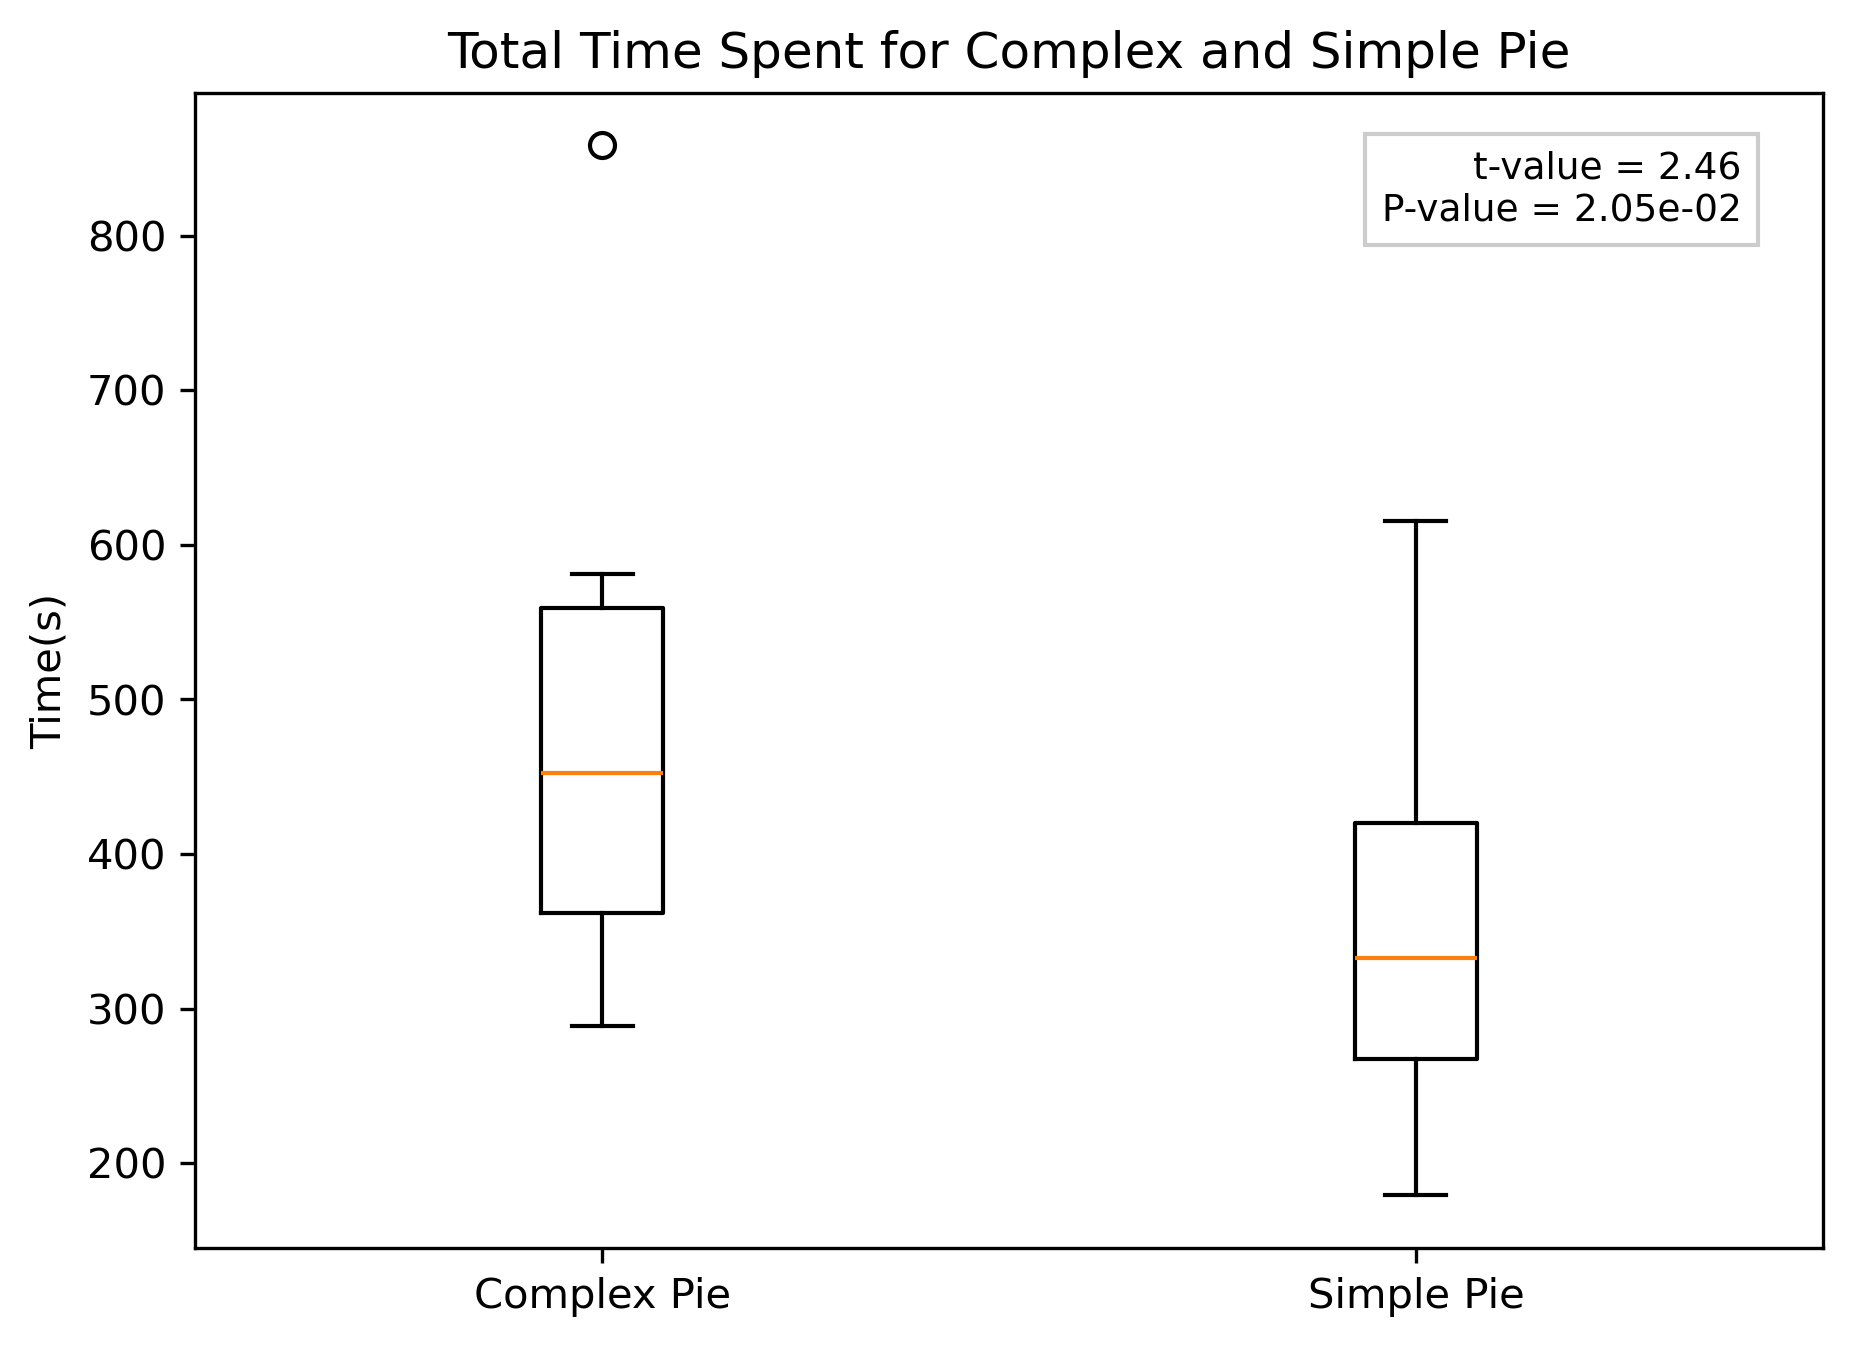 Total Time Spent for Complex and Simple Pie
t-value = 2.46
P-value = 2.05e-02
Time(s)
800
700
600
500
400
300
200
Complex Pie
Simple Pie